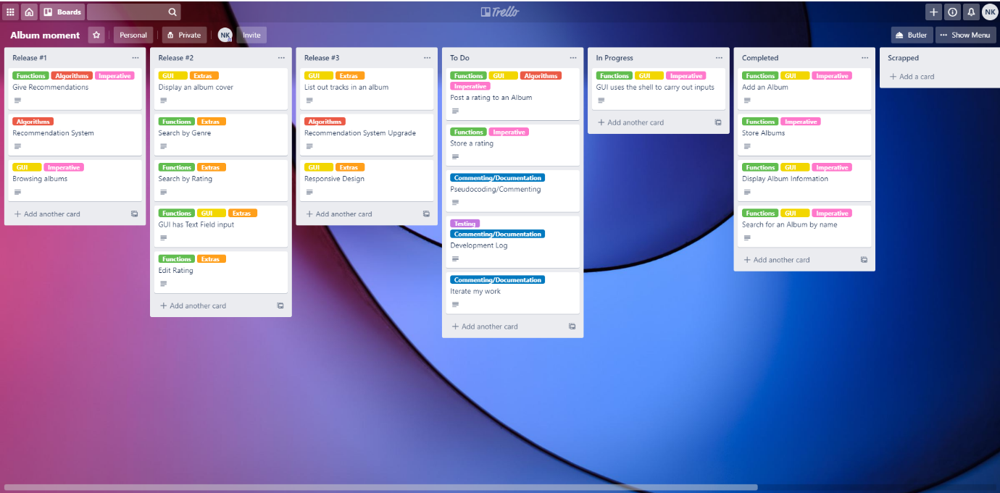 Boards
Trello
NK
Album moment
Personal
Private
NK
Invite
Butler
Show Menu
Release #1
Functions Algorithms Imperative
Give Recommendations
Algorithms
Recommendation System
GUI Imperative
Browsing albums
+ Add another card
Release #2
GUI Extras
Display an album cover
Functions Extras
Search by Genre
Functions Extras
Search by Rating
Functions GUI Extras
GUI has Text Field input
Functions Extras
Edit Rating
+ Add another card
Release #3
GUI Extras
List out tracks in an album
Algorithms
Recommendation System Upgrade
GUI Extras
Responsive Design
+ Add another card
To Do
Functions GUI Algorithms
Imperative
Post a rating to an Album
Functions Imperative
Store a rating
Commenting/Documentation
Pseudocoding/Commenting
Testing
Commenting/Documentation
Development Log
Commenting/Documentation
Iterate my work
+ Add another card
In Progress
Functions GUI Imperative
GUI uses the shell to carry out inputs
+ Add another card
Completed
Functions GUI Imperative
Add an Album
Functions Imperative
Store Albums
Functions GUI Imperative
Display Album Information
Functions GUI Imperative
Search for an Album by name
+ Add another card
Scrapped
+ Add a card